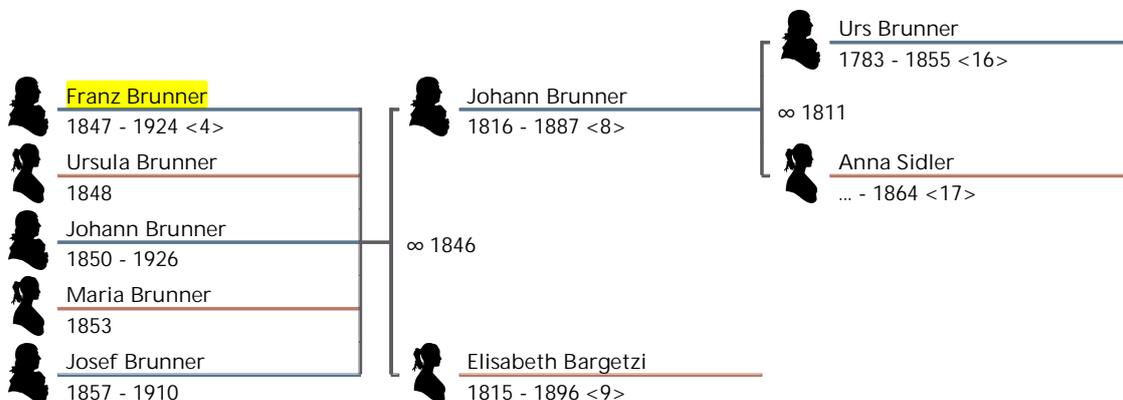 Franz Brunner
1847 - 1924 <4>
Ursula Brunner
1848
Johann Brunner
1850 - 1926
Maria Brunner
1853
Josef Brunner
1857 - 1910
Johann Brunner
1816 - 1887 <8>
∞ 1846
Elisabeth Bargetzi
1815 - 1896 <9>
Urs Brunner
1783 - 1855 <16>
∞ 1811
Anna Sidler
... - 1864 <17>